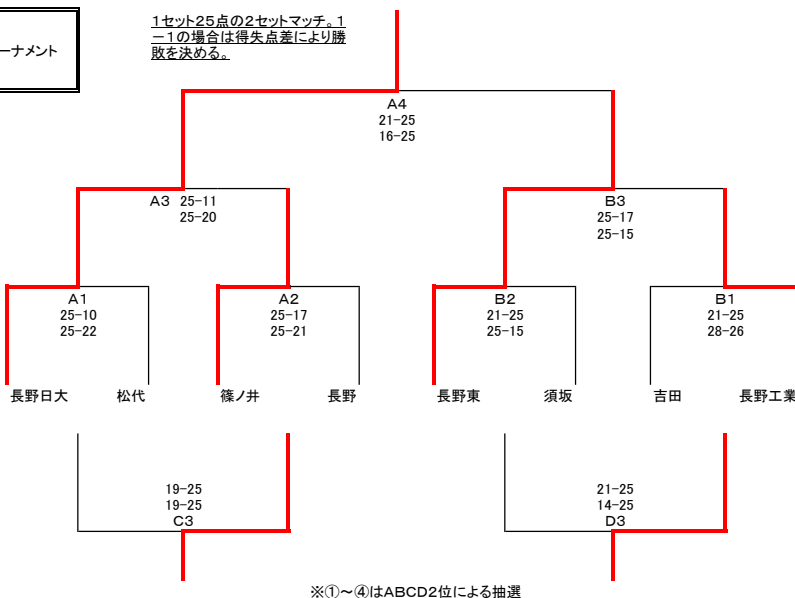 ーナメント
1セット25点の2セットマッチ。1
－1の場合は得失点差により勝
敗を決める。
A4
21-25
16-25
A3 25-11
25-20
B3
25-17
25-15
A1
25-10
25-22
A2
25-17
25-21
B2
21-25
25-15
B1
21-25
28-26
長野日大 松代 篠ノ井 長野 長野東 須坂 吉田 長野工業
19-25
19-25
C3
21-25
14-25
D3
※①～④はABCD2位による抽選